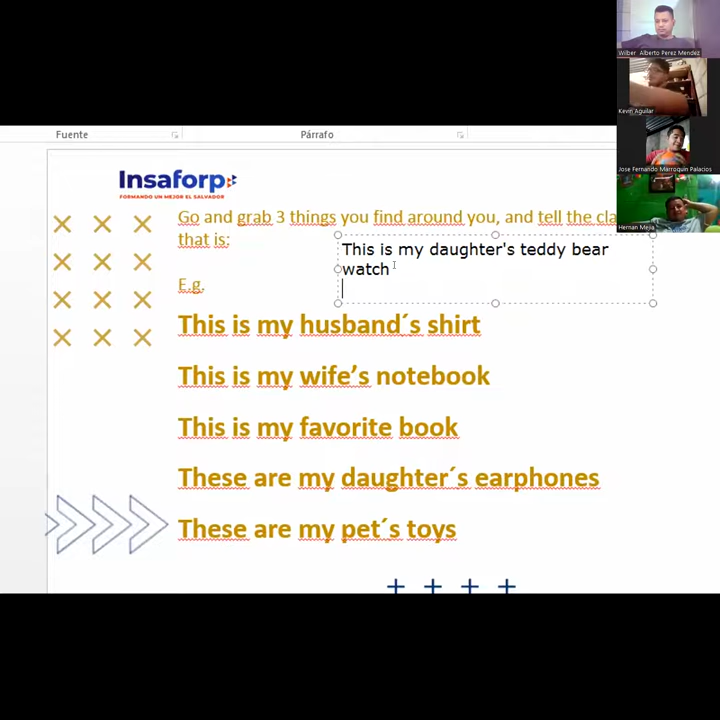 Wilber Alberto Perez Mendez
Kevin Aguilar
Jose Fernando Marroquin Palacios
Hernan Mejia
Fuente
Párrafo
Insaforp
FORMANDO UN MEJOR EL SALVADOR
Go and grab 3 things you find around you, and tell the cla
that is:
This is my daughter's teddy bear
watch
E.g.
This is my husband´s shirt
This is my wife’s notebook
This is my favorite book
These are my daughter´s earphones
These are my pet´s toys